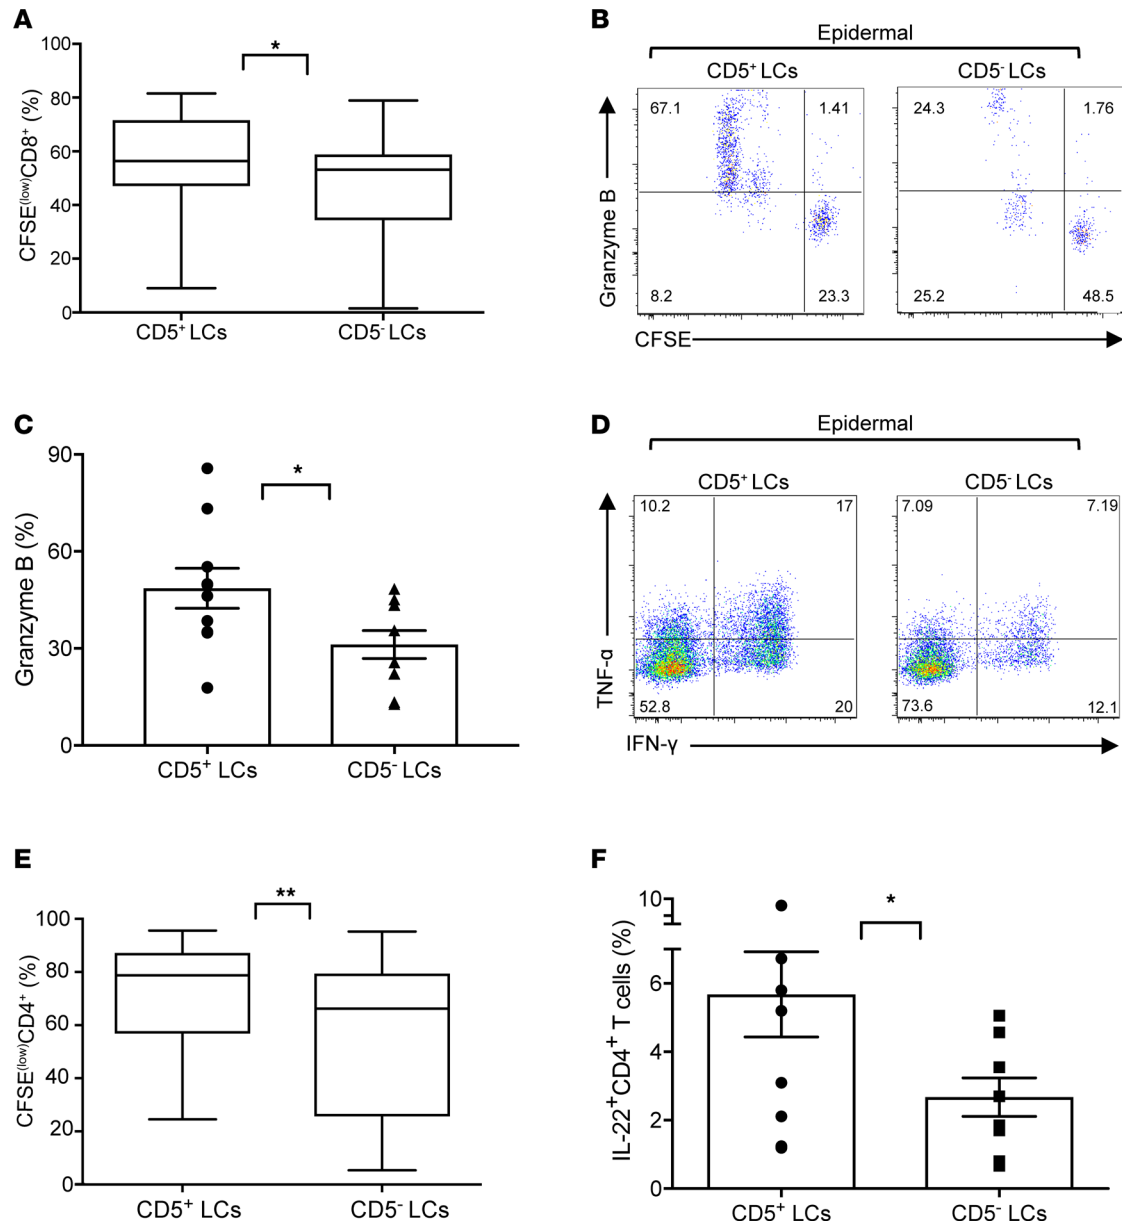 A
CFSE(low)CD8+ (%)
100
80
60
40
20
0
*
CD5+ LCs
CD5- LCs
B
Epidermal
CD5+ LCs
CD5- LCs
Granzyme B
67.1
1.41
8.2
23.3
24.3
1.76
25.2
48.5
CFSE
C
Granzyme B (%)
90
60
30
0
*
CD5+ LCs
CD5- LCs
D
Epidermal
CD5+ LCs
CD5- LCs
TNF-α
10.2
17
52.8
20
7.09
7.19
73.6
12.1
IFN-γ
E
CFSE(low)CD4+ (%)
100
80
60
40
20
0
**
CD5+ LCs
CD5- LCs
F
IL-22+CD4+ T cells (%)
10
6
4
2
0
*
CD5+ LCs
CD5- LCs